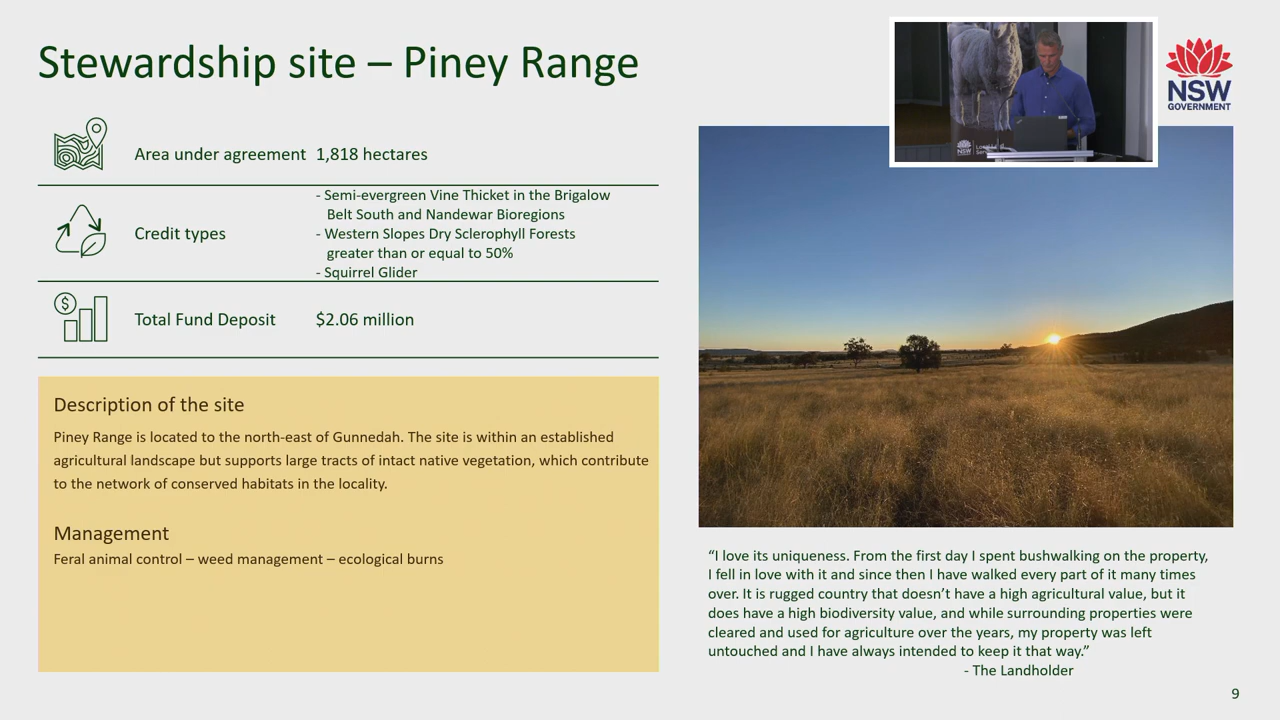 Stewardship site – Piney Range
NSW
GOVERNMENT
NSW
Area under agreement 1,818 hectares
Credit types
- Semi-evergreen Vine Thicket in the Brigalow
Belt South and Nandewar Bioregions
- Western Slopes Dry Sclerophyll Forests
greater than or equal to 50%
- Squirrel Glider
$
Total Fund Deposit $2.06 million
Description of the site
Piney Range is located to the north-east of Gunnedah. The site is within an established
agricultural landscape but supports large tracts of intact native vegetation, which contribute
to the network of conserved habitats in the locality.
Management
Feral animal control – weed management – ecological burns
“I love its uniqueness. From the first day I spent bushwalking on the property,
I fell in love with it and since then I have walked every part of it many times
over. It is rugged country that doesn’t have a high agricultural value, but it
does have a high biodiversity value, and while surrounding properties were
cleared and used for agriculture over the years, my property was left
untouched and I have always intended to keep it that way.”
- The Landholder
9